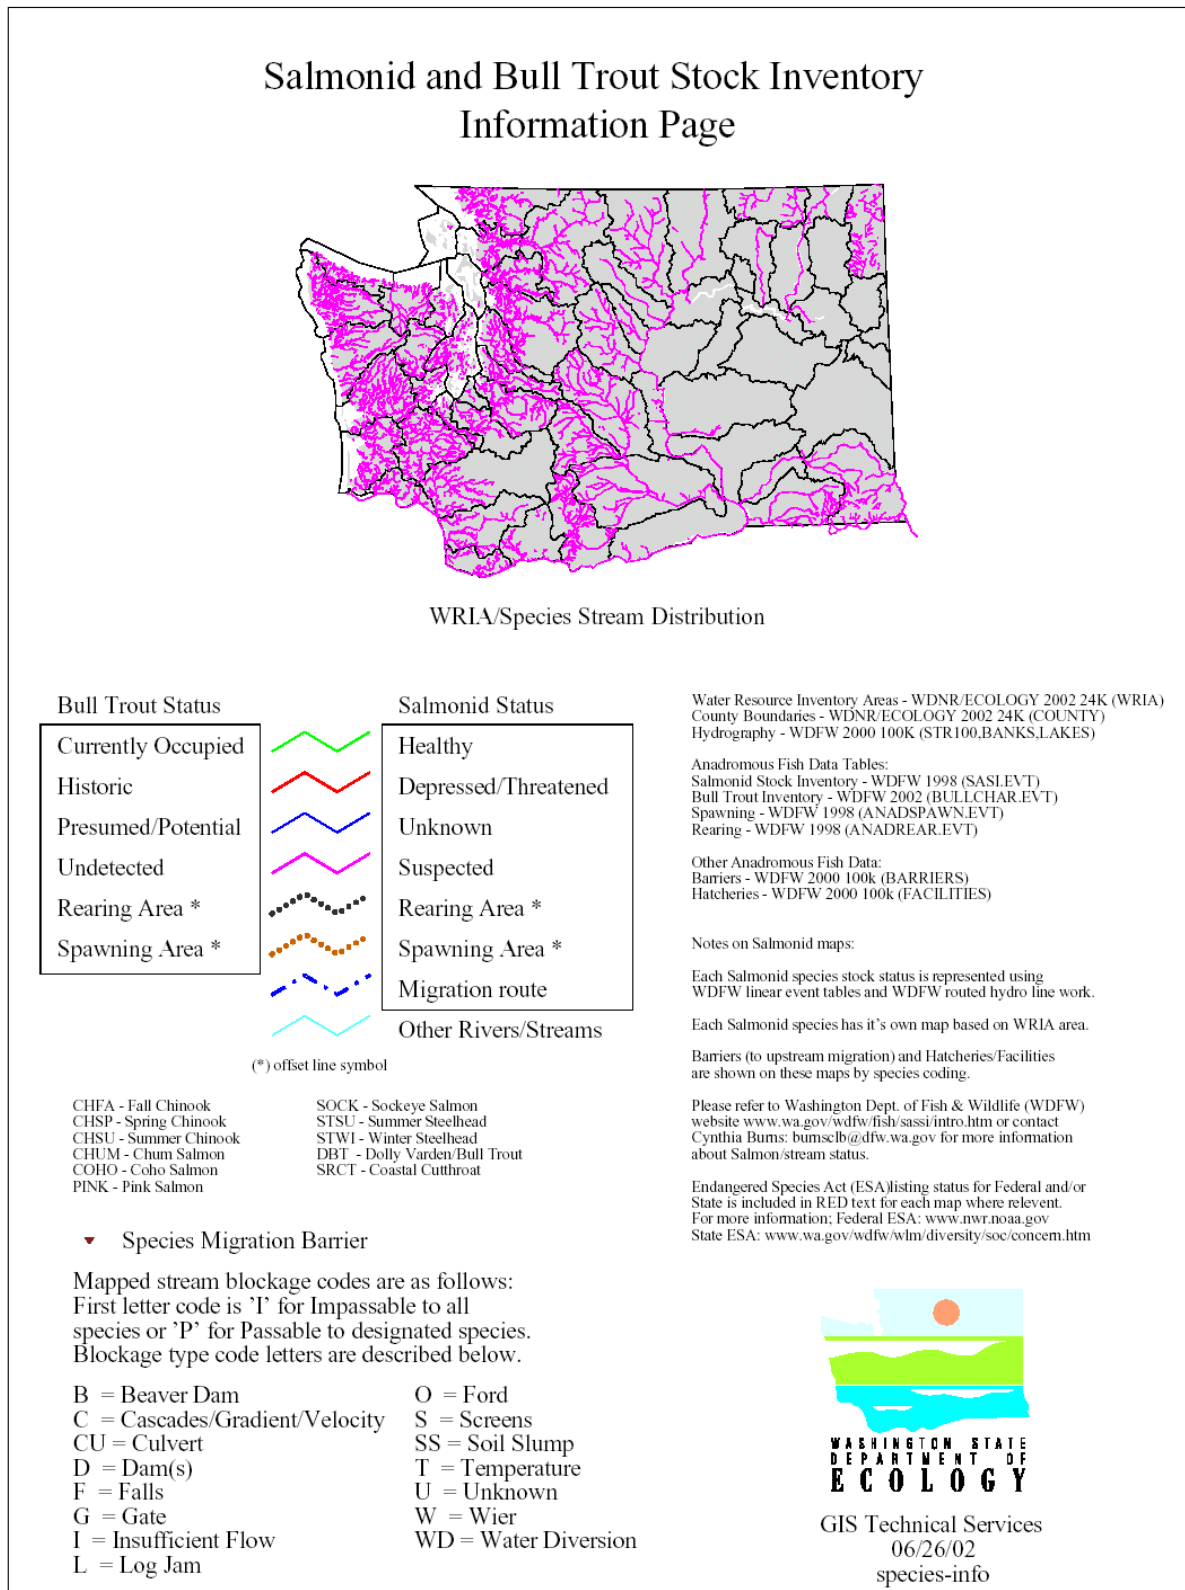 Salmonid and Bull Trout Stock Inventory
Information Page
WRIA/Species Stream Distribution
Bull Trout Status
Currently Occupied
Historic
Presumed/Potential
Undetected
Rearing Area *
Spawning Area *
Salmonid Status
Healthy
Depressed/Threatened
Unknown
Suspected
Rearing Area *
Spawning Area *
Migration route
Other Rivers/Streams
(*) offset line symbol
CHFA - Fall Chinook
CHSP - Spring Chinook
CHSU - Summer Chinook
CHUM - Chum Salmon
COHO - Coho Salmon
PINK - Pink Salmon
SOCK - Sockeye Salmon
STSU - Summer Steelhead
STWI - Winter Steelhead
DBT - Dolly Varden/Bull Trout
SRCT - Coastal Cutthroat
Species Migration Barrier
Mapped stream blockage codes are as follows:
First letter code is 'I' for Impassable to all
species or 'P' for Passable to designated species.
Blockage type code letters are described below.
B = Beaver Dam
C = Cascades/Gradient/Velocity
CU = Culvert
D = Dam(s)
F = Falls
G = Gate
I = Insufficient Flow
L = Log Jam
O = Ford
S = Screens
SS = Soil Slump
T = Temperature
U = Unknown
W = Wier
WD = Water Diversion
Water Resource Inventory Areas - WDNR/ECOLOGY 2002 24K (WRIA)
County Boundaries - WDNR/ECOLOGY 2002 24K (COUNTY)
Hydrography - WDFW 2000 100K (STR100,BANKS,LAKES)
Anadromous Fish Data Tables:
Salmonid Stock Inventory - WDFW 1998 (SASI.EVT)
Bull Trout Inventory - WDFW 2002 (BULLCHAR.EVT)
Spawning - WDFW 1998 (ANADSPAWN.EVT)
Rearing - WDFW 1998 (ANADREAR.EVT)
Other Anadromous Fish Data:
Barriers - WDFW 2000 100k (BARRIERS)
Hatcheries - WDFW 2000 100k (FACILITIES)
Notes on Salmonid maps:
Each Salmonid species stock status is represented using
WDFW linear event tables and WDFW routed hydro line work.
Each Salmonid species has it's own map based on WRIA area.
Barriers (to upstream migration) and Hatcheries/Facilities
are shown on these maps by species coding.
Please refer to Washington Dept. of Fish & Wildlife (WDFW)
website www.wa.gov/wdfw/fish/sassi/intro.htm or contact
Cynthia Burns: burnsclb@dfw.wa.gov for more information
about Salmon/stream status.
Endangered Species Act (ESA)listing status for Federal and/or
State is included in RED text for each map where relevent.
For more information; Federal ESA: www.nwr.noaa.gov
State ESA: www.wa.gov/wdfw/wlm/diversity/soc/concern.htm
WASHINGTON STATE
DEPARTMENT OF
ECOLOGY
GIS Technical Services
06/26/02
species-info